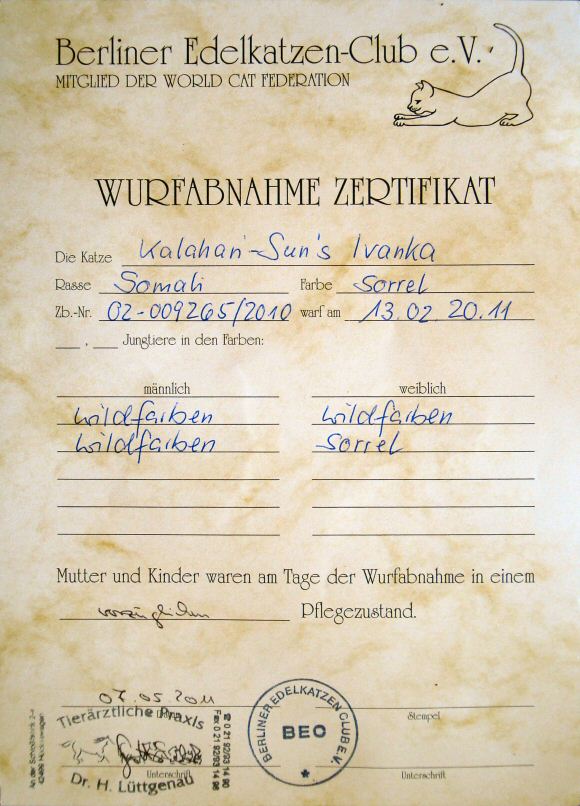 Berliner Edelkatzen-Club e.V.
MITGLIED DER WORLD CAT FEDERATION
WURFABNAHME ZERTIFIKAT
Die Katze Kalahari-Sun's Ivanka
Rasse Somali Farbe Sorrel
Zb.-Nr. 02-009265/2010 warf am 13.02.2011
___ , ___ Jungtiere in den Farben:
männlich weiblich
wildfarben wildfarben
wildfarben Sorrel
Mutter und Kinder waren am Tage der Wurfabnahme in einem
vorzüglichen Pflegezustand.
07.05.2011
Stempel
Tierärztliche Praxis
Dr. H. Lüttgenau
Unterschrift Unterschrift
BERLINER EDELKATZEN CLUB E.V.
BEO